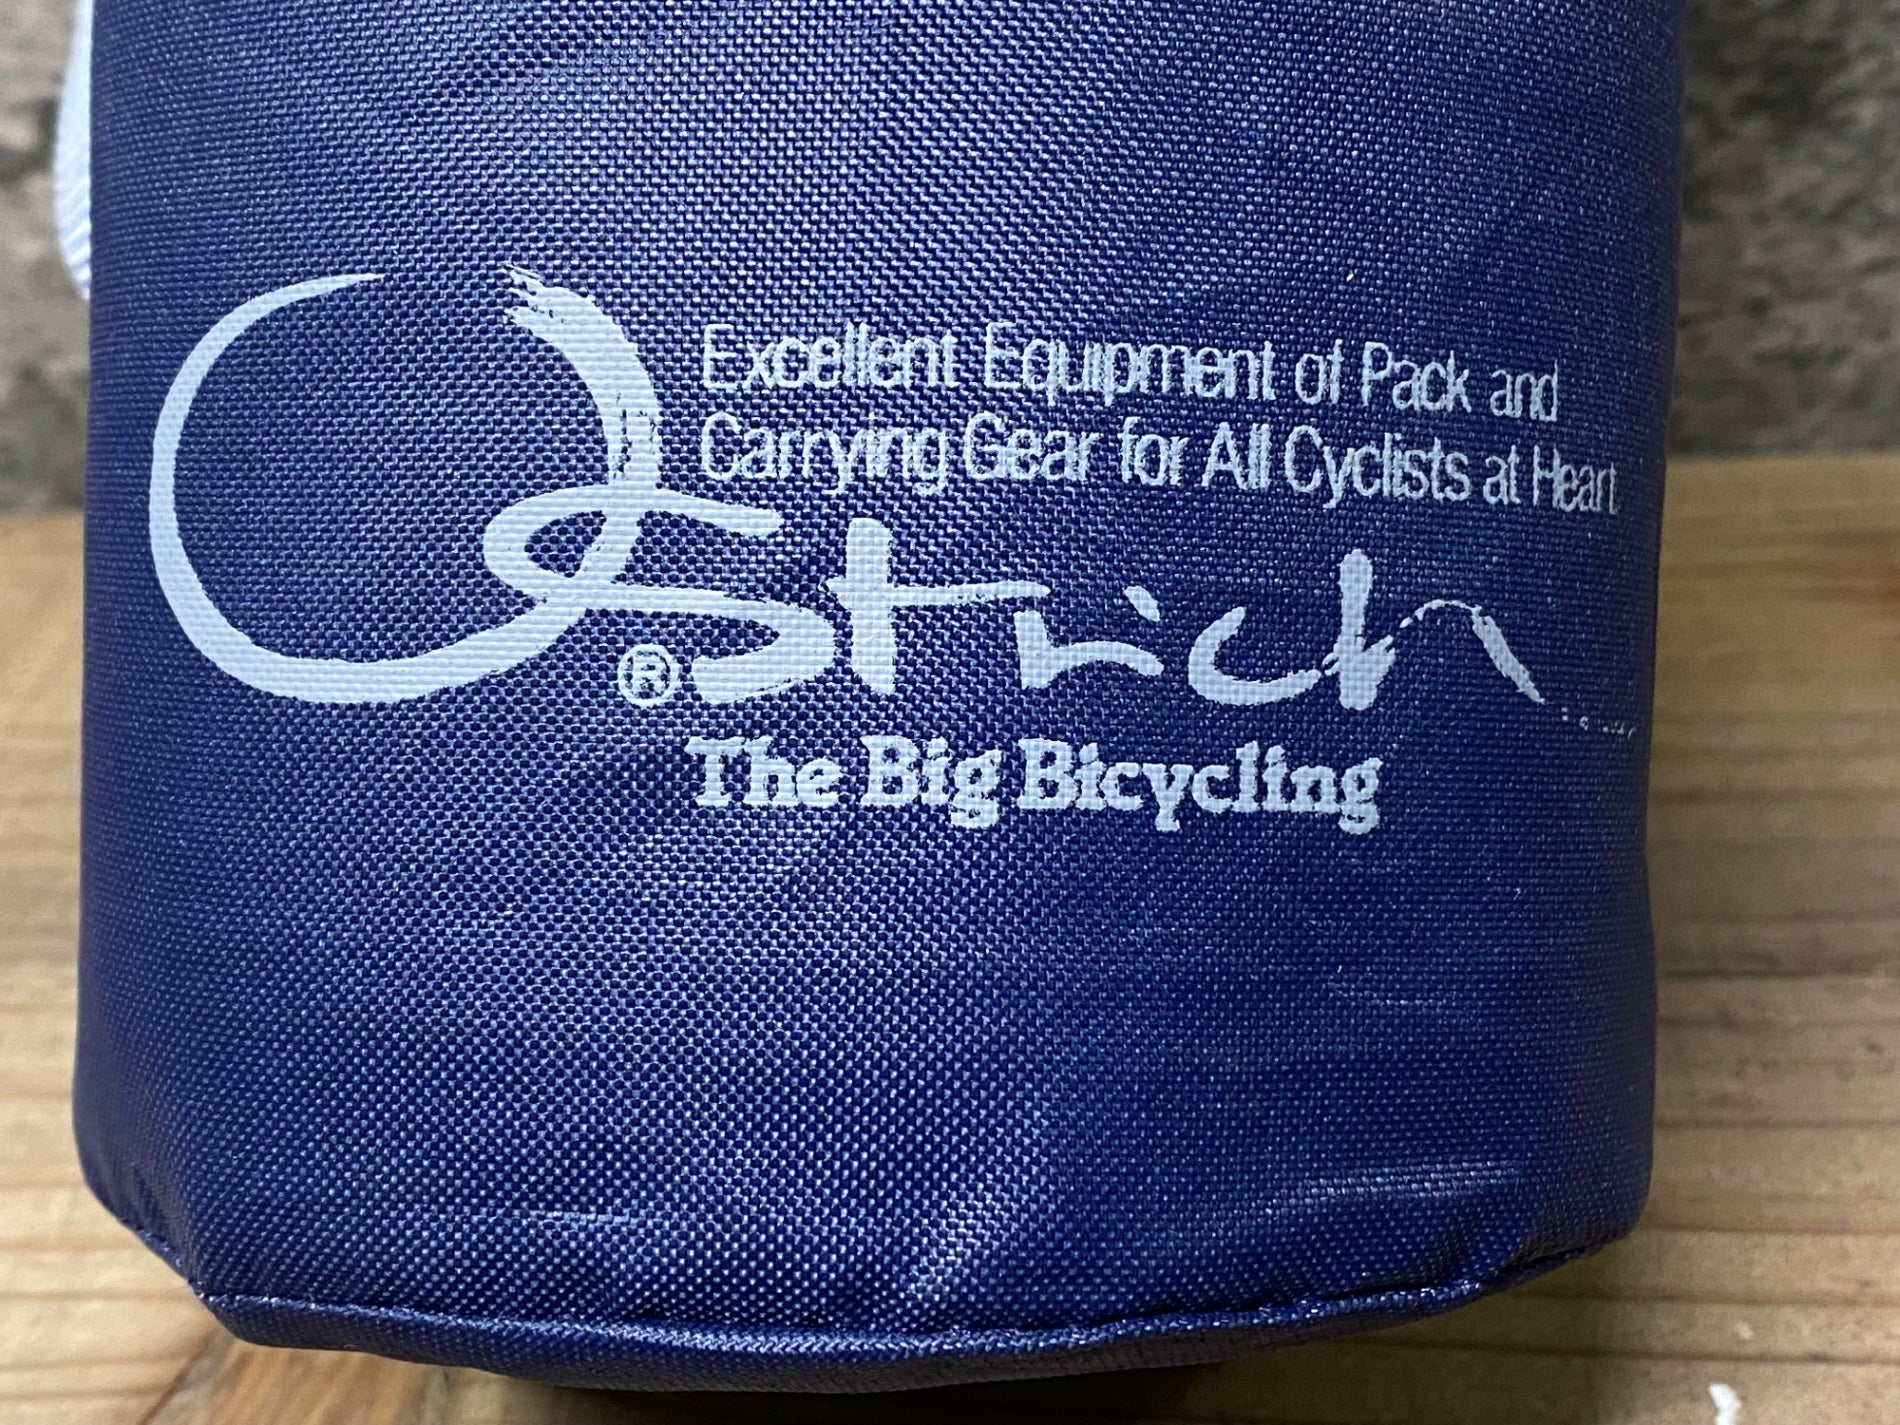 Excellent Equipment of Pack and
Carrying Gear for All Cyclists at Heart
Ostrich
®
The Big Bicycling